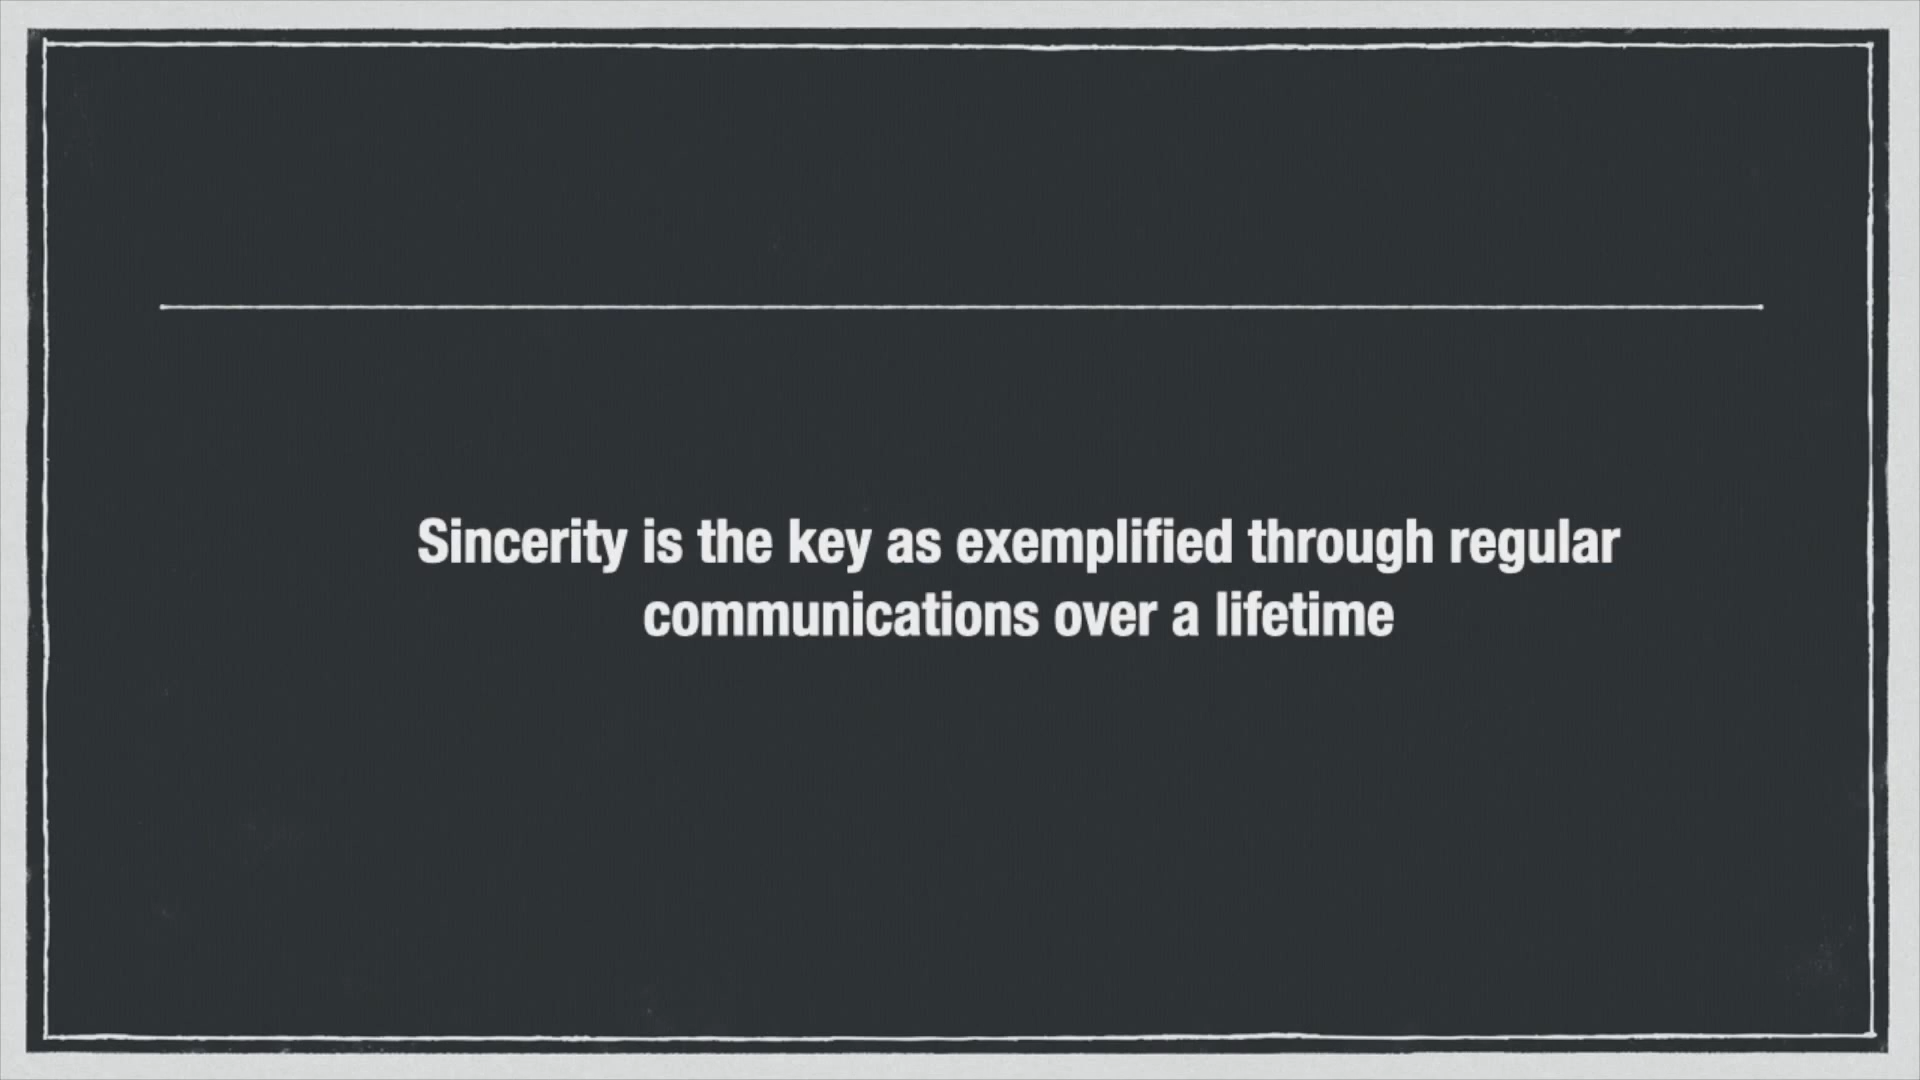 Sincerity is the key as exemplified through regular
communications over a lifetime